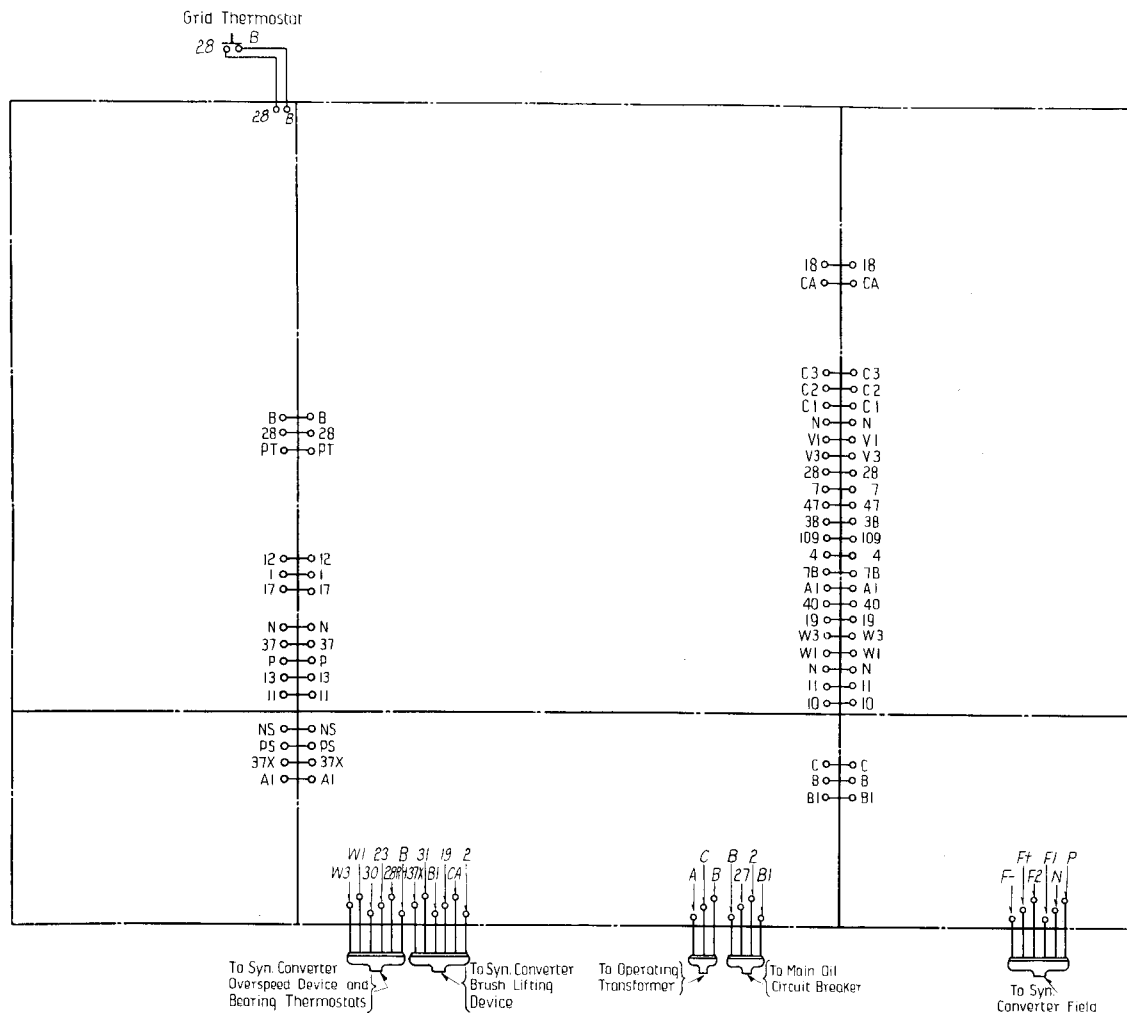 Grid Thermostat
28 B
28 B
18 18
CA CA
C3 C3
C2 C2
C1 C1
N N
V1 V1
V3 V3
28 28
7 7
47 47
3B 3B
109 109
4 4
7B 7B
A1 A1
40 40
19 19
W3 W3
W1 W1
N N
11 11
10 10
B B
28 28
PT PT
12 12
1 1
17 17
N N
37 37
P P
13 13
11 11
NS NS
PS PS
37X 37X
A1 A1
C C
B B
B1 B1
W1 23 B 31 19 2
W3 30 37X B1 CA
C B 2
A B 27 B1
F+ F1 P
F- F2 N
To Syn. Converter
Overspeed Device and
Bearing Thermostats
To Syn. Converter
Brush Lifting
Device
To Operating
Transformer
To Main Oil
Circuit Breaker
To Syn.
Converter Field